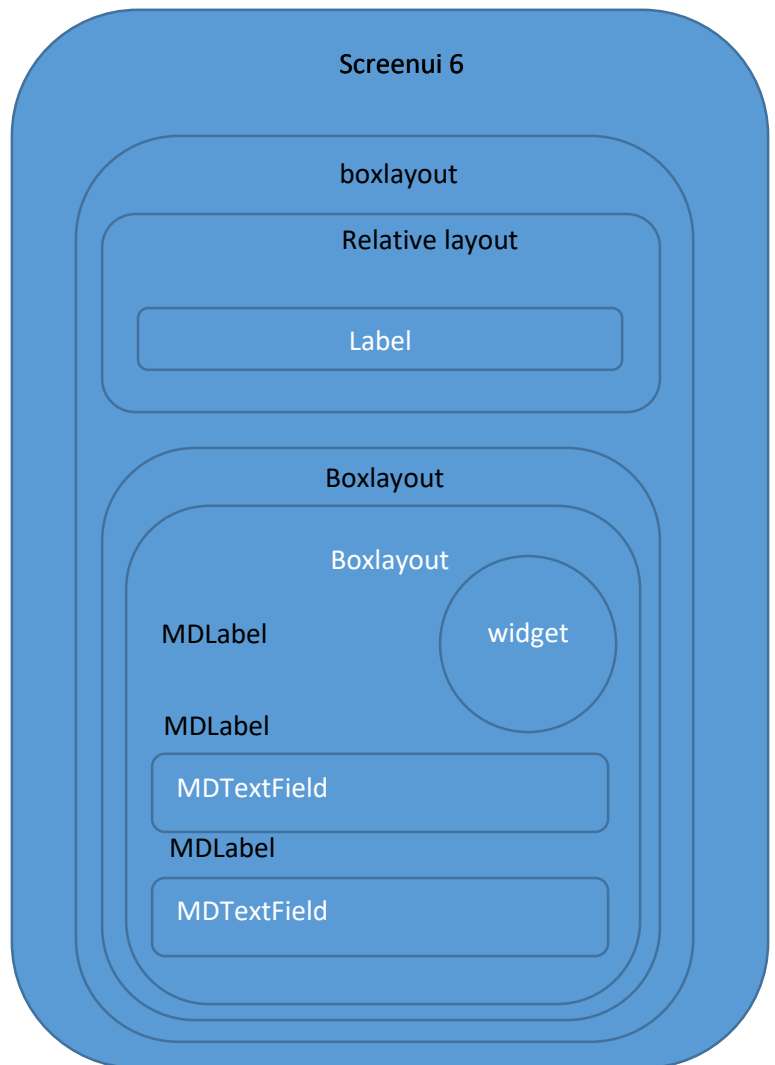 Screenui 6
boxlayout
Relative layout
Label
Boxlayout
Boxlayout
MDLabel
widget
MDLabel
MDTextField
MDLabel
MDTextField